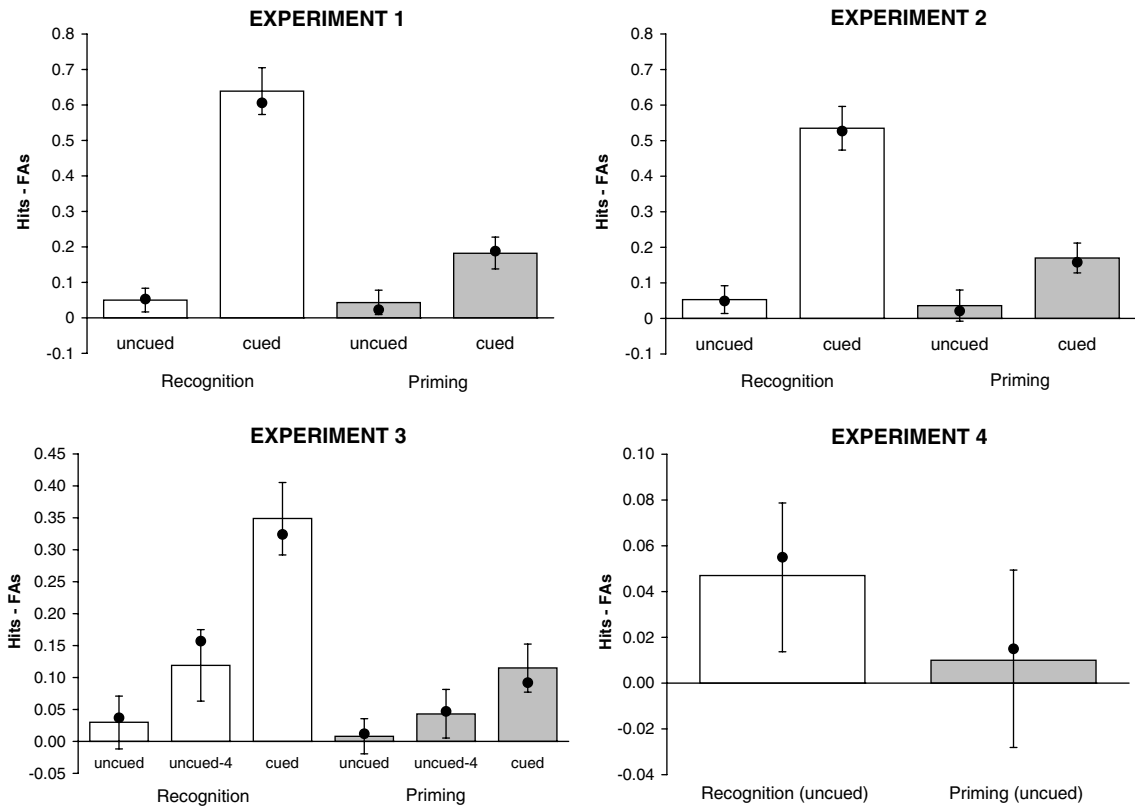 EXPERIMENT 1
Hits - FAs
0.8
0.7
0.6
0.5
0.4
0.3
0.2
0.1
0
-0.1
uncued cued uncued cued
Recognition Priming
EXPERIMENT 2
Hits - FAs
0.8
0.7
0.6
0.5
0.4
0.3
0.2
0.1
0
-0.1
uncued cued uncued cued
Recognition Priming
EXPERIMENT 3
Hits - FAs
0.45
0.40
0.35
0.30
0.25
0.20
0.15
0.10
0.05
0.00
-0.05
uncued uncued-4 cued uncued uncued-4 cued
Recognition Priming
EXPERIMENT 4
Hits - FAs
0.10
0.08
0.06
0.04
0.02
0.00
-0.02
-0.04
Recognition (uncued) Priming (uncued)